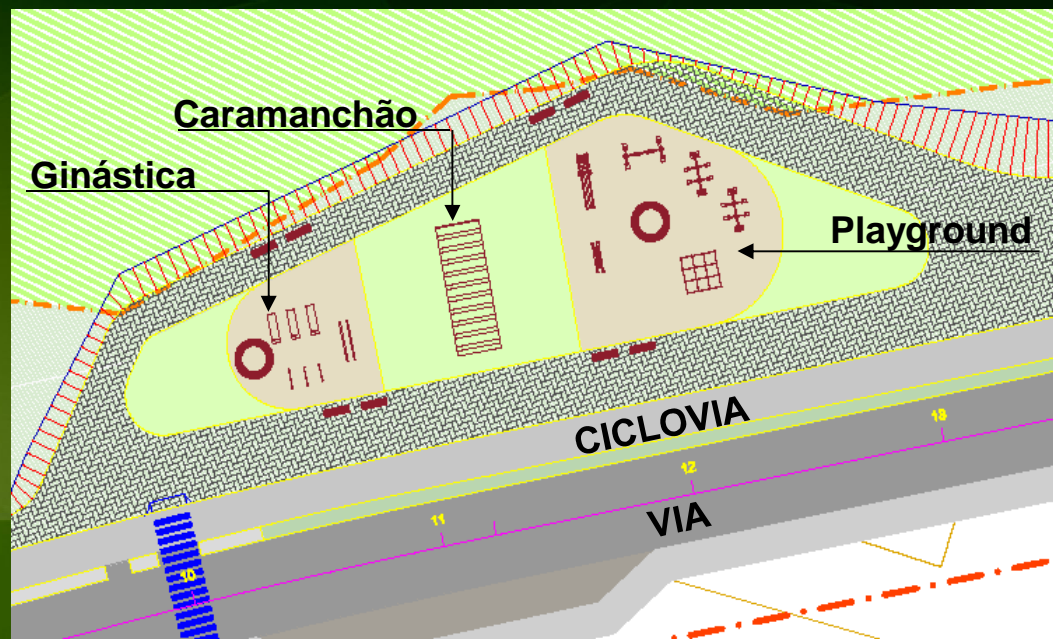 Caramanchão
Ginástica
Playground
CICLOVIA
13
12
11
VIA
10